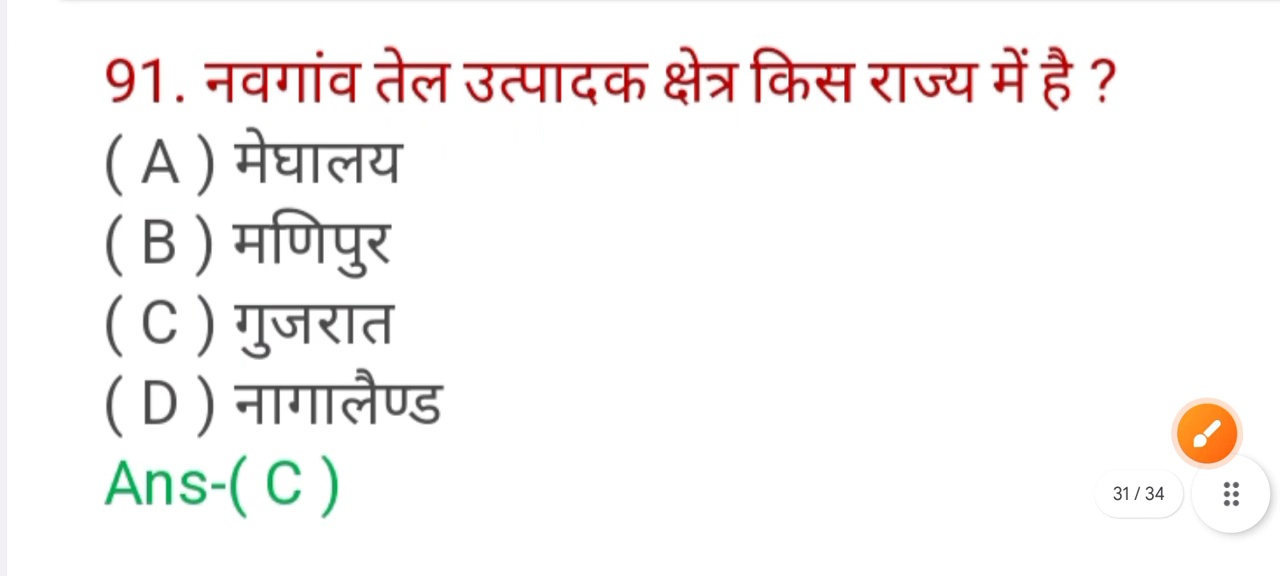 91. नवगांव तेल उत्पादक क्षेत्र किस राज्य में है ?
( A ) मेघालय
( B ) मणिपुर
( C ) गुजरात
( D ) नागालैण्ड
Ans-( C )
31 / 34